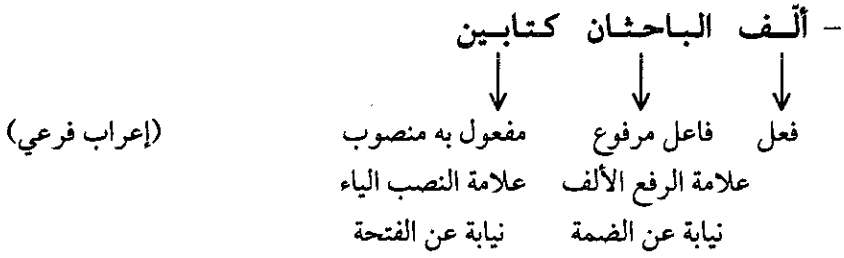 – ألّف الباحثان كتابين
فعل فاعل مرفوع مفعول به منصوب (إعراب فرعي)
علامة الرفع الألف علامة النصب الياء
نيابة عن الضمة نيابة عن الفتحة